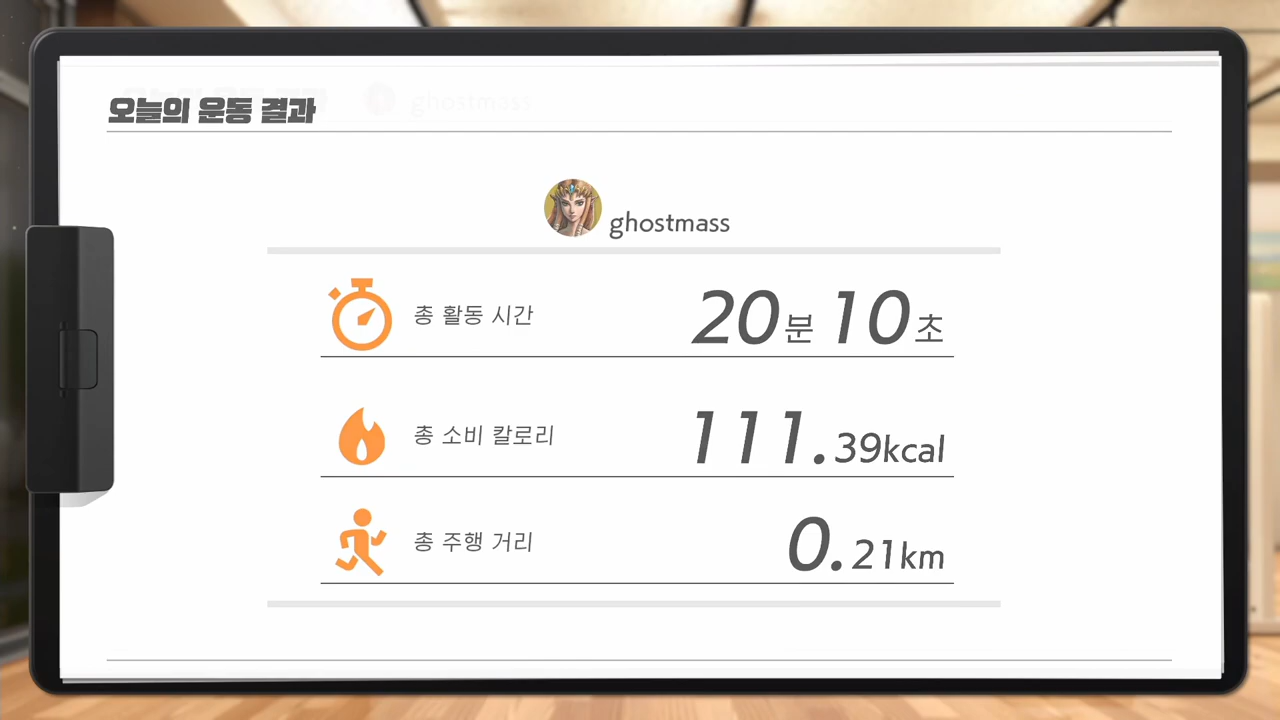 오늘의 운동 결과
ghostmass
총 활동 시간 20분 10초
총 소비 칼로리 111.39kcal
총 주행 거리 0.21km